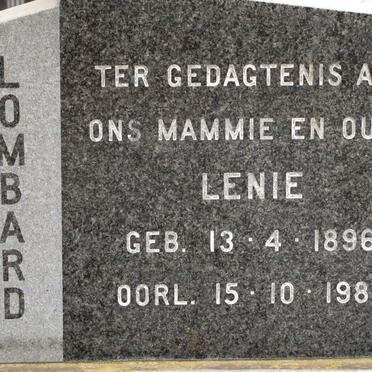 LOMBARD
TER GEDAGTENIS
ONS MAMMIE EN
LENIE
GEB. 13·4·1896
OORL. 15·10·